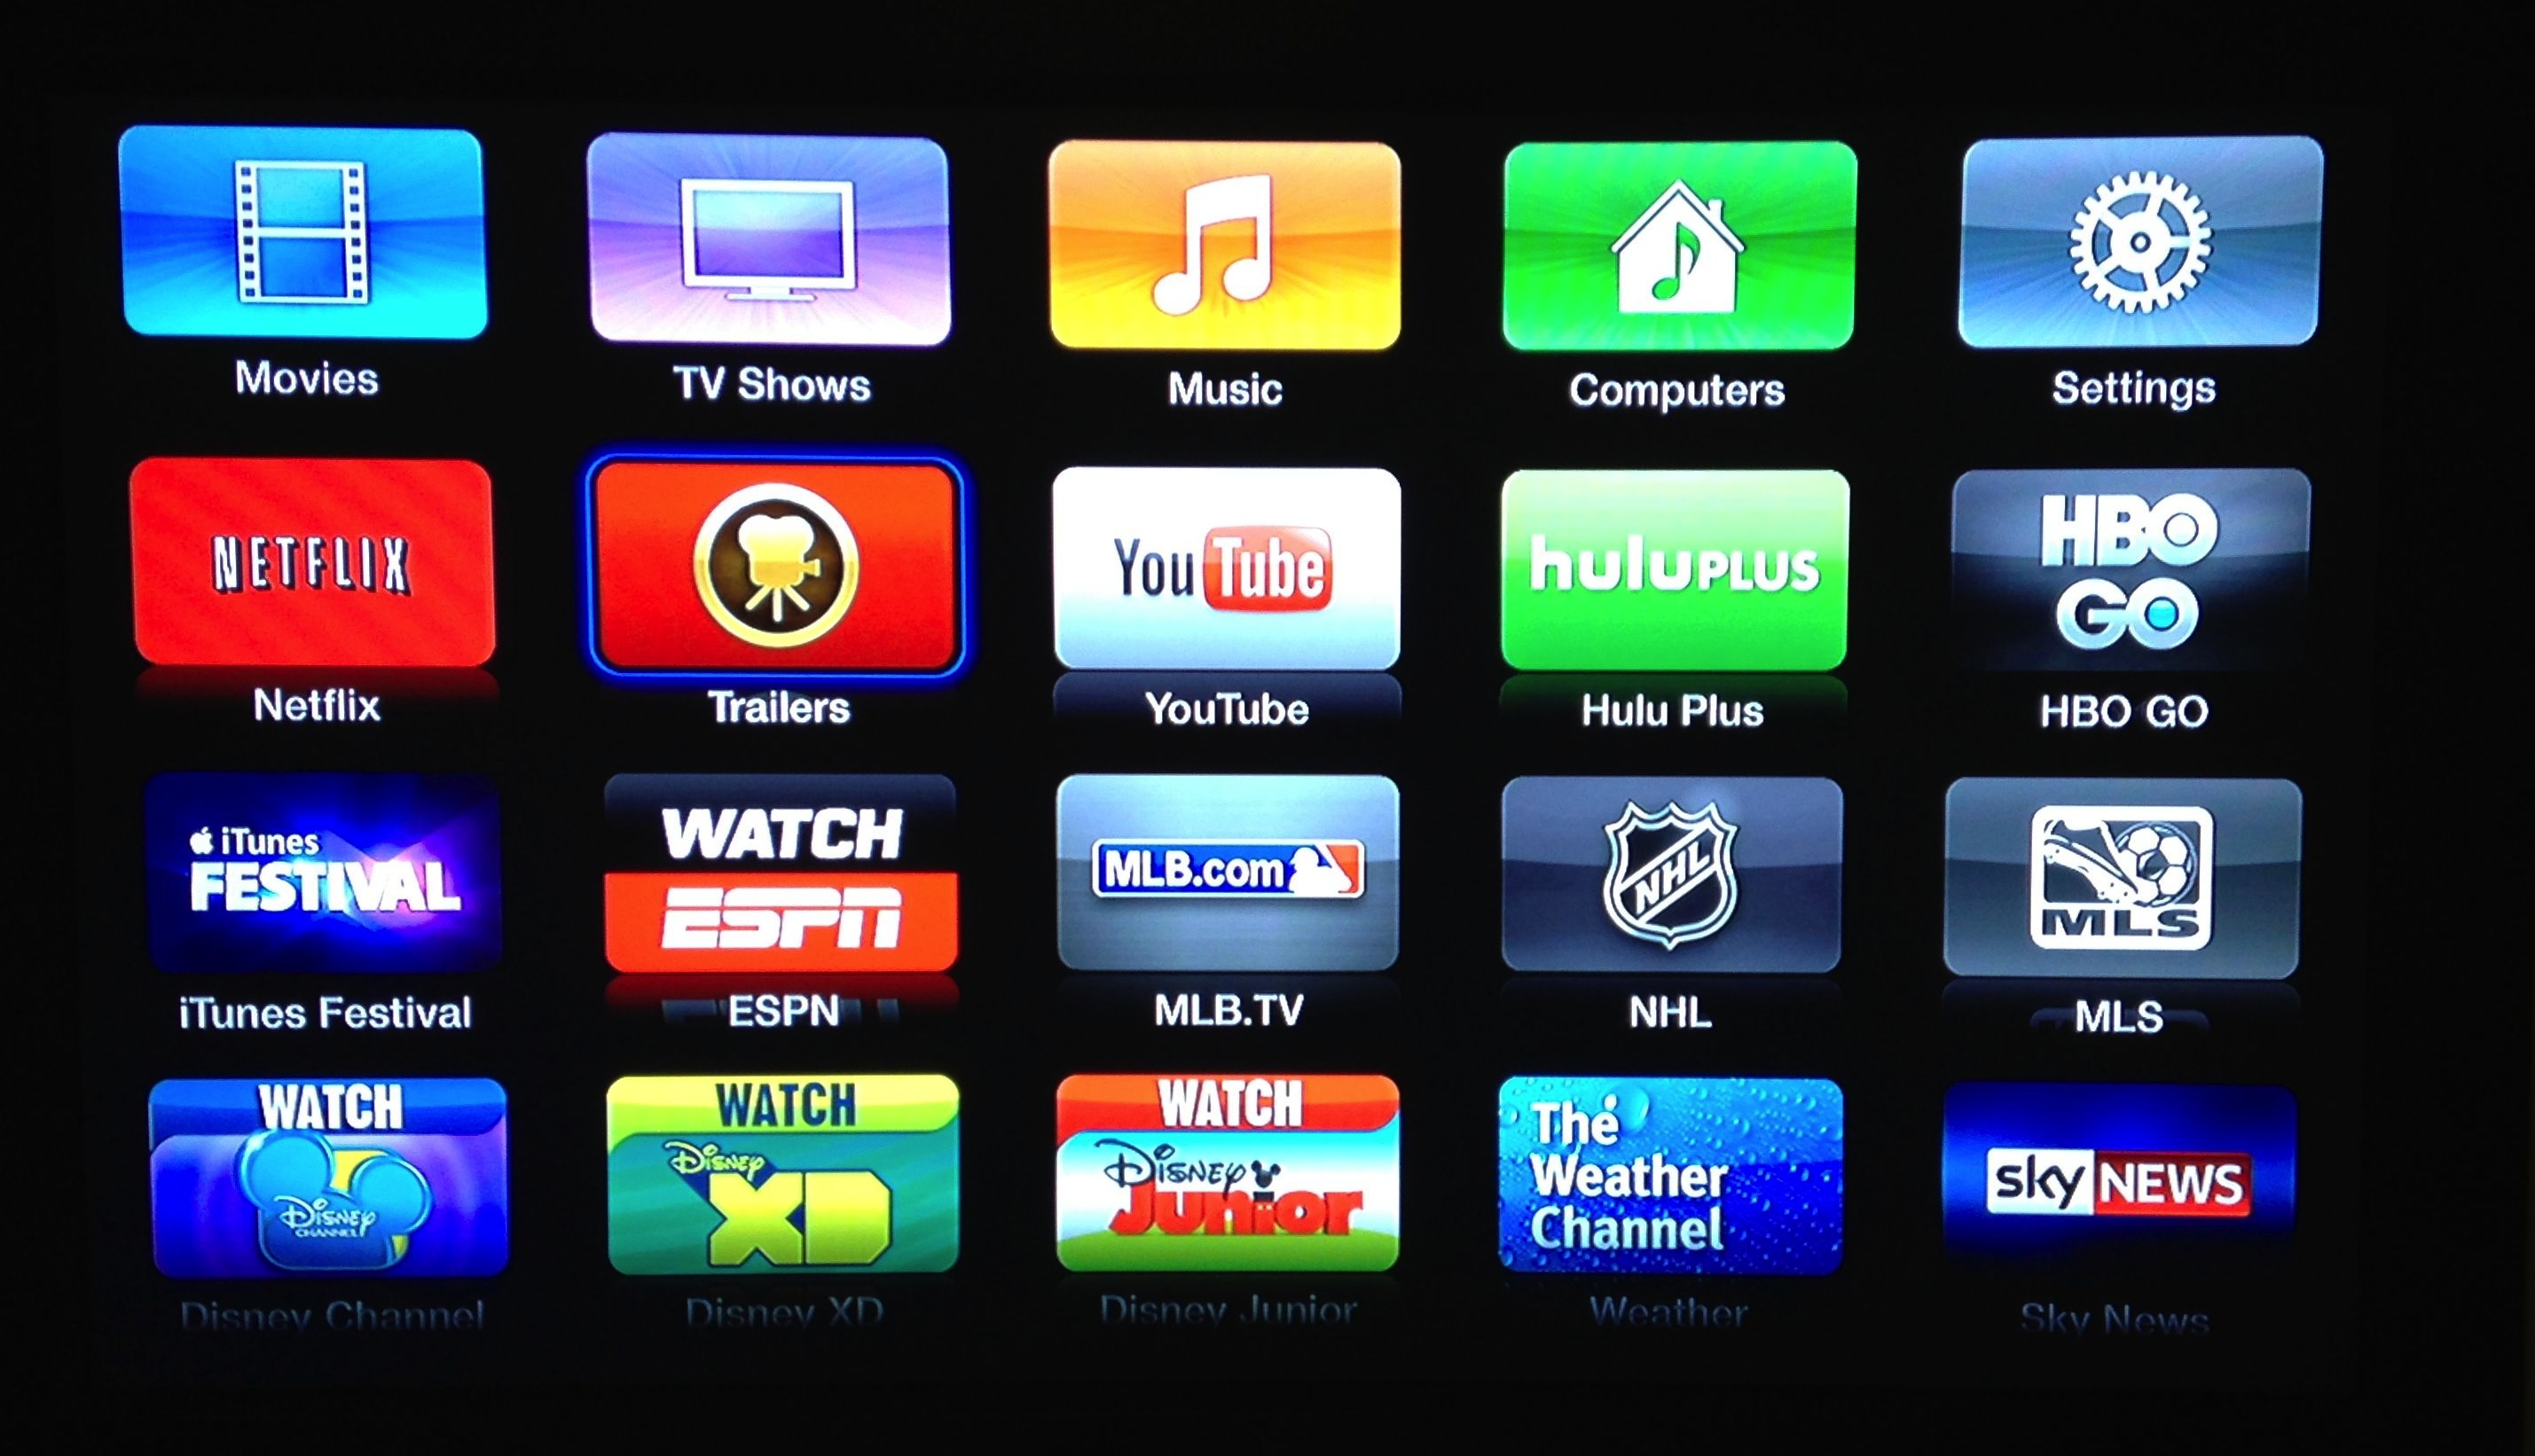 Movies
TV Shows
Music
Computers
Settings
NETFLIX
Netflix
Trailers
YouTube
YouTube
huluPLUS
Hulu Plus
HBO
GO
HBO GO
iTunes
FESTIVAL
iTunes Festival
WATCH
ESPN
ESPN
MLB.com
MLB.TV
NHL
NHL
MLS
MLS
WATCH
Disney
CHANNEL
Disney Channel
WATCH
Disney
XD
Disney XD
WATCH
Disney
Junior
Disney Junior
The
Weather
Channel
Weather
sky NEWS
Sky News